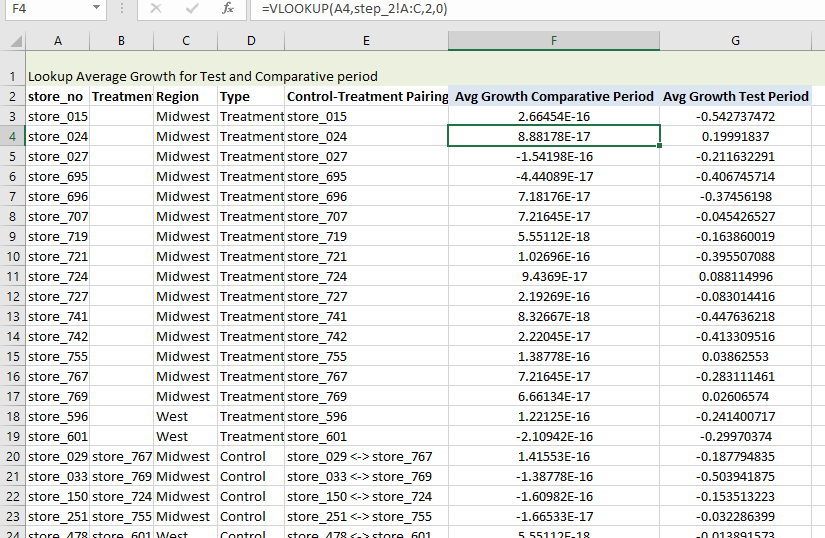 F4 fx =VLOOKUP(A4,step_2!A:C,2,0)
A B C D E F G
1 Lookup Average Growth for Test and Comparative period
2 store_no Treatmen Region Type Control-Treatment Pairing Avg Growth Comparative Period Avg Growth Test Period
3 store_015 Midwest Treatment store_015 2.66454E-16 -0.542737472
4 store_024 Midwest Treatment store_024 8.88178E-17 0.19991837
5 store_027 Midwest Treatment store_027 -1.54198E-16 -0.211632291
6 store_695 Midwest Treatment store_695 -4.44089E-17 -0.406745714
7 store_696 Midwest Treatment store_696 7.18176E-17 -0.37456198
8 store_707 Midwest Treatment store_707 7.21645E-17 -0.045426527
9 store_719 Midwest Treatment store_719 5.55112E-18 -0.163860019
10 store_721 Midwest Treatment store_721 1.02696E-16 -0.395507088
11 store_724 Midwest Treatment store_724 9.4369E-17 0.088114996
12 store_727 Midwest Treatment store_727 2.19269E-16 -0.083014416
13 store_741 Midwest Treatment store_741 8.32667E-18 -0.447636218
14 store_742 Midwest Treatment store_742 2.22045E-17 -0.413309516
15 store_755 Midwest Treatment store_755 1.38778E-16 0.03862553
16 store_767 Midwest Treatment store_767 7.21645E-17 -0.283111461
17 store_769 Midwest Treatment store_769 6.66134E-17 0.02606574
18 store_596 West Treatment store_596 1.22125E-16 -0.241400717
19 store_601 West Treatment store_601 -2.10942E-16 -0.29970374
20 store_029 store_767 Midwest Control store_029 <-> store_767 1.41553E-16 -0.187794835
21 store_033 store_769 Midwest Control store_033 <-> store_769 -1.38778E-16 -0.503941875
22 store_150 store_724 Midwest Control store_150 <-> store_724 -1.60982E-16 -0.153513223
23 store_251 store_755 Midwest Control store_251 <-> store_755 -1.66533E-17 -0.032286399
24 store_478 store_601 West Control store_478 <-> store_601 5.55112E-18 -0.013891573